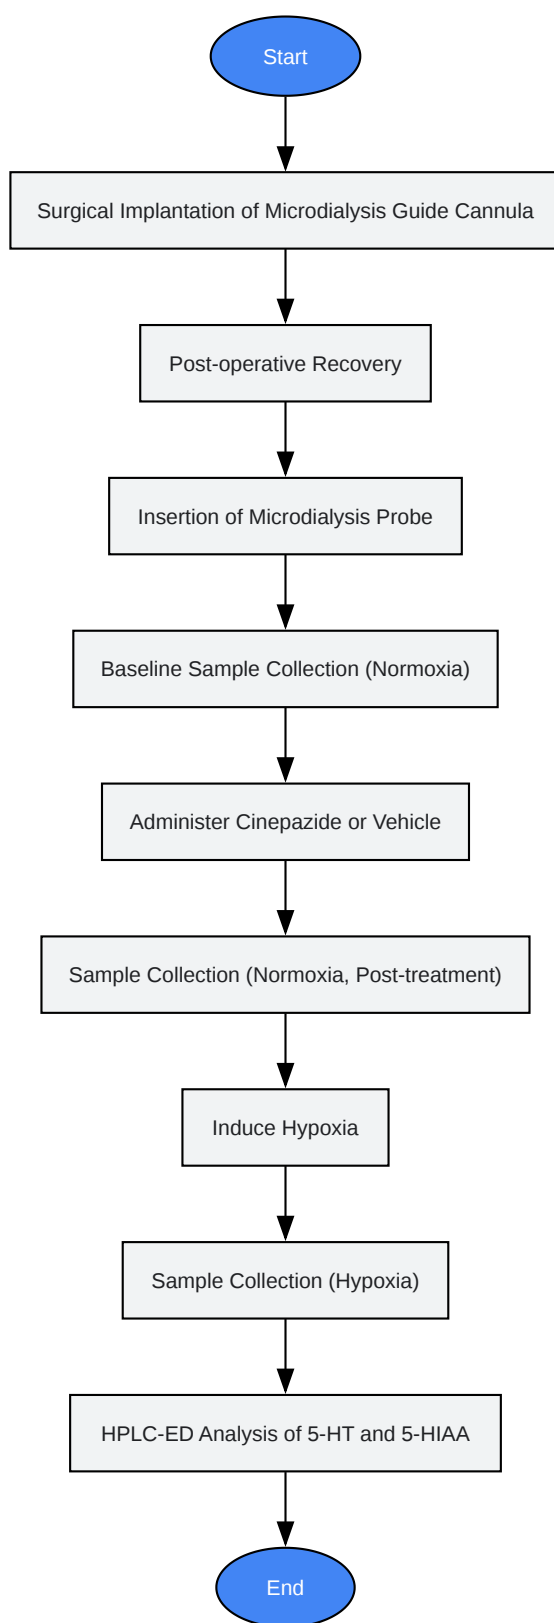 Start
Surgical Implantation of Microdialysis Guide Cannula
Post-operative Recovery
Insertion of Microdialysis Probe
Baseline Sample Collection (Normoxia)
Administer Cinepazide or Vehicle
Sample Collection (Normoxia, Post-treatment)
Induce Hypoxia
Sample Collection (Hypoxia)
HPLC-ED Analysis of 5-HT and 5-HIAA
End